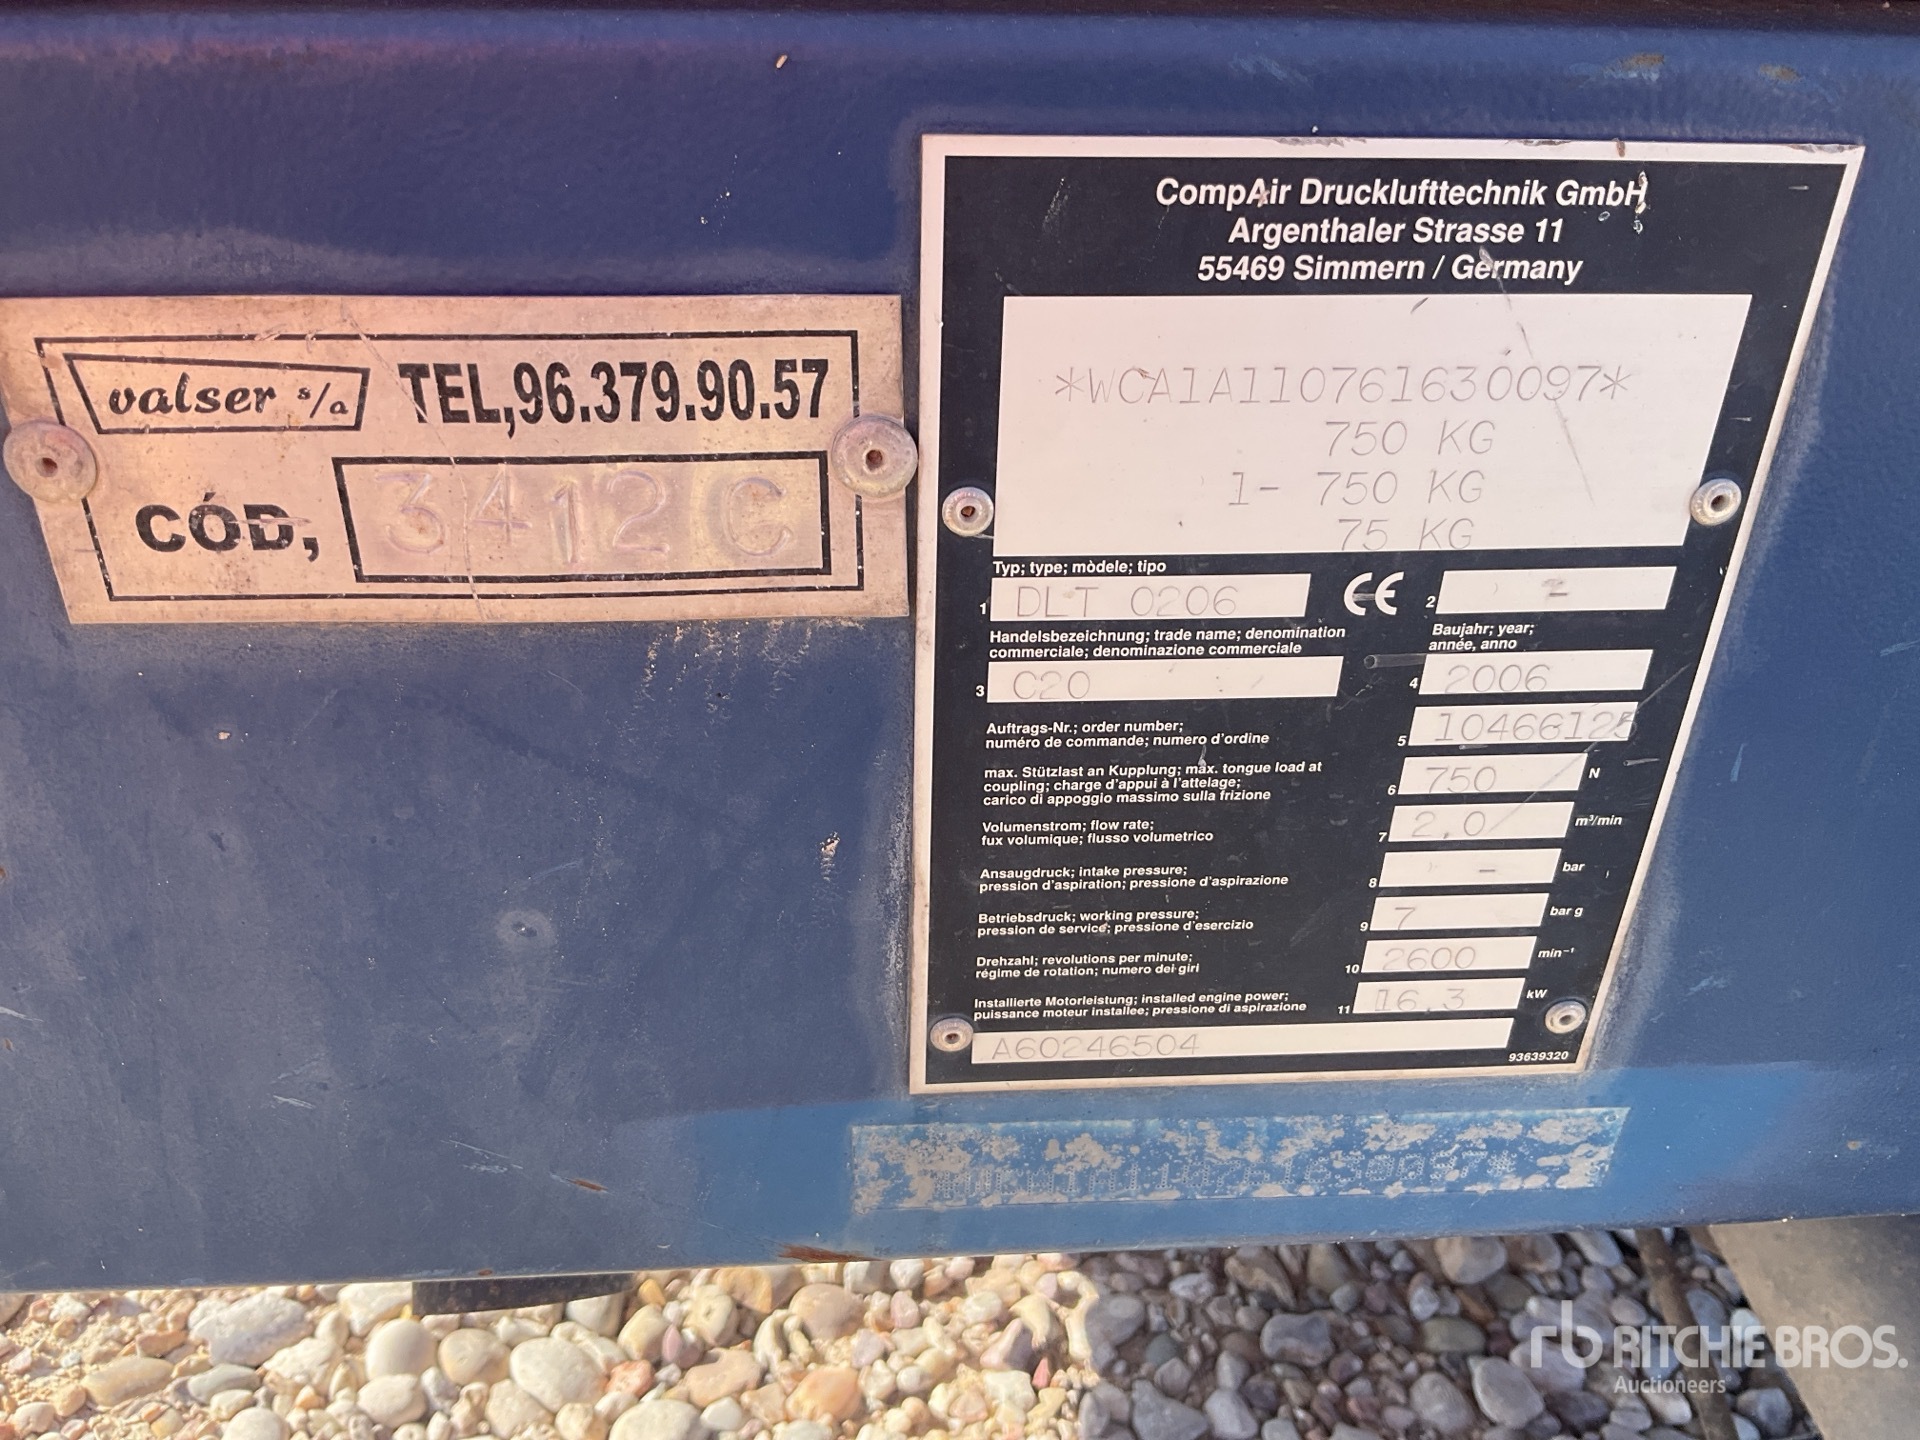 valser s/a TEL,96.379.90.57
CÓD, 3412 C
CompAir Drucklufttechnik GmbH
Argenthaler Strasse 11
55469 Simmern / Germany
*WCA1A110761630097*
750 KG
1- 750 KG
75 KG
Typ; type; mòdele; tipo
1 DLT 0206 CE 2 -
Handelsbezeichnung; trade name; denomination
commerciale; denominazione commerciale
3 C20
Baujahr; year;
année, anno
4 2006
Auftrags-Nr.; order number;
numéro de commande; numero d'ordine
5 10466125
max. Stützlast an Kupplung; max. tongue load at
coupling; charge d'appui à l'attelage;
carico di appoggio massimo sulla frizione
6 750 N
Volumenstrom; flow rate;
fux volumique; flusso volumetrico
7 2,0 m³/min
Ansaugdruck; intake pressure;
pression d'aspiration; pressione d'aspirazione
8 - bar
Betriebsdruck; working pressure;
pression de service; pressione d'esercizio
9 7 bar g
Drehzahl; revolutions per minute;
régime de rotation; numero dei giri
10 2600 min⁻¹
Installierte Motorleistung; installed engine power;
puissance moteur installee; pressione di aspirazione
11 16.3 kW
A60246504
93639320
*WCA1A110761630097*
rb RITCHIE BROS.
Auctioneers